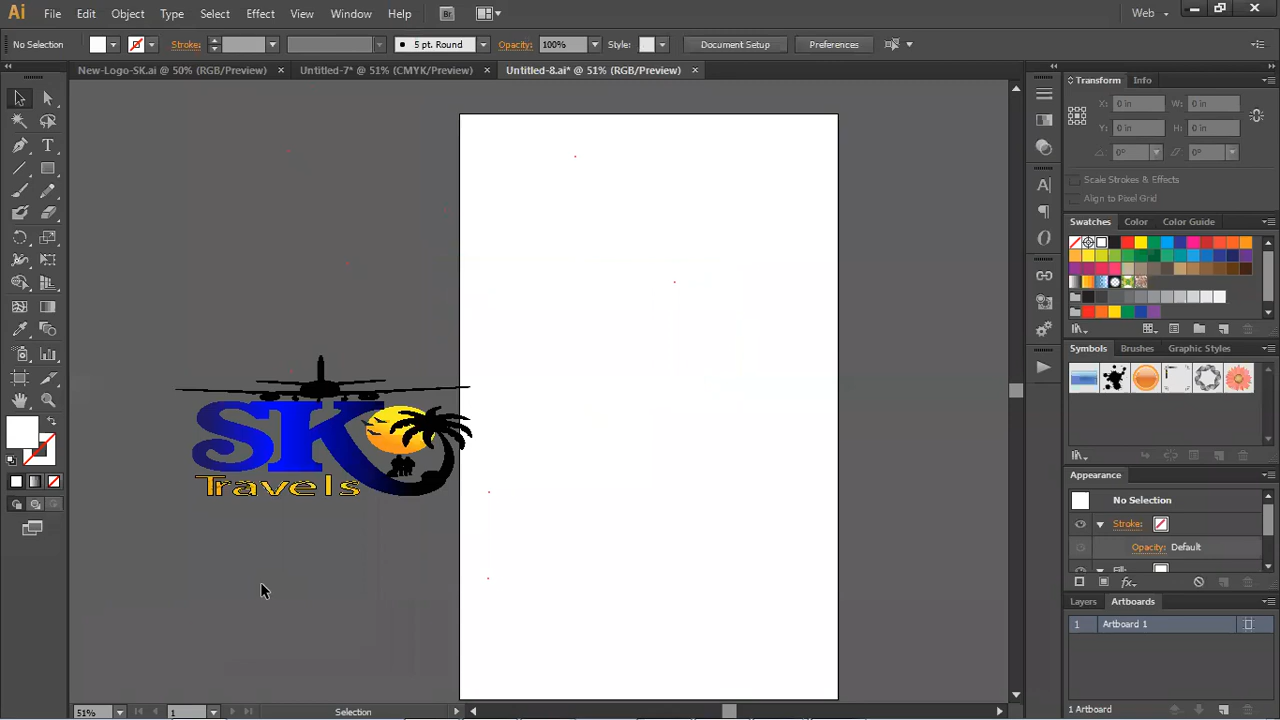 Ai File Edit Object Type Select Effect View Window Help Br Web
No Selection Stroke: 5 pt. Round Opacity: 100% Style: Document Setup Preferences
New-Logo-SK.ai @ 50% (RGB/Preview) × Untitled-7* @ 51% (CMYK/Preview) × Untitled-8.ai* @ 51% (RGB/Preview) ×
Transform Info
X: 0 in W: 0 in
Y: 0 in H: 0 in
0° 0°
Scale Strokes & Effects
Align to Pixel Grid
Swatches Color Color Guide
Symbols Brushes Graphic Styles
SK
Travels
Appearance
No Selection
Stroke:
Opacity: Default
Layers Artboards
1 Artboard 1
51% 1 Selection
1 Artboard